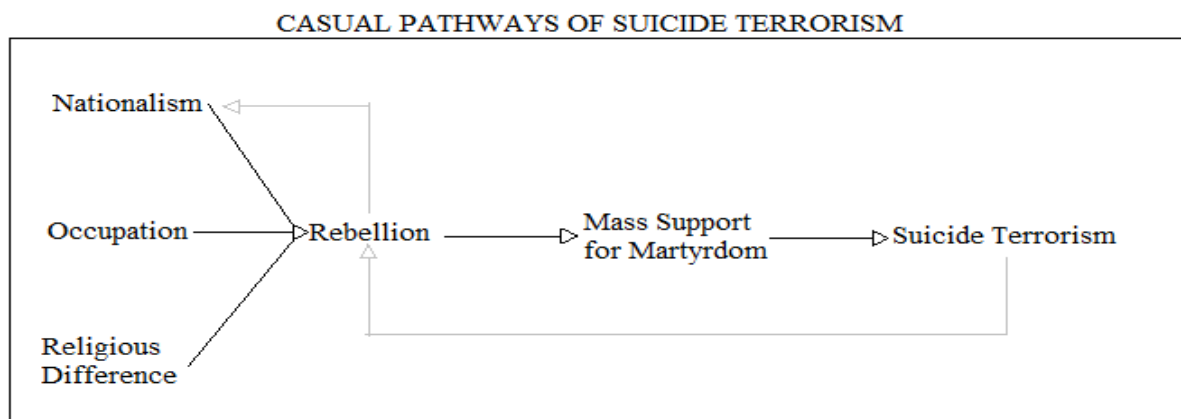 CASUAL PATHWAYS OF SUICIDE TERRORISM
Nationalism
Occupation
Rebellion
Mass Support
for Martyrdom
Suicide Terrorism
Religious
Difference